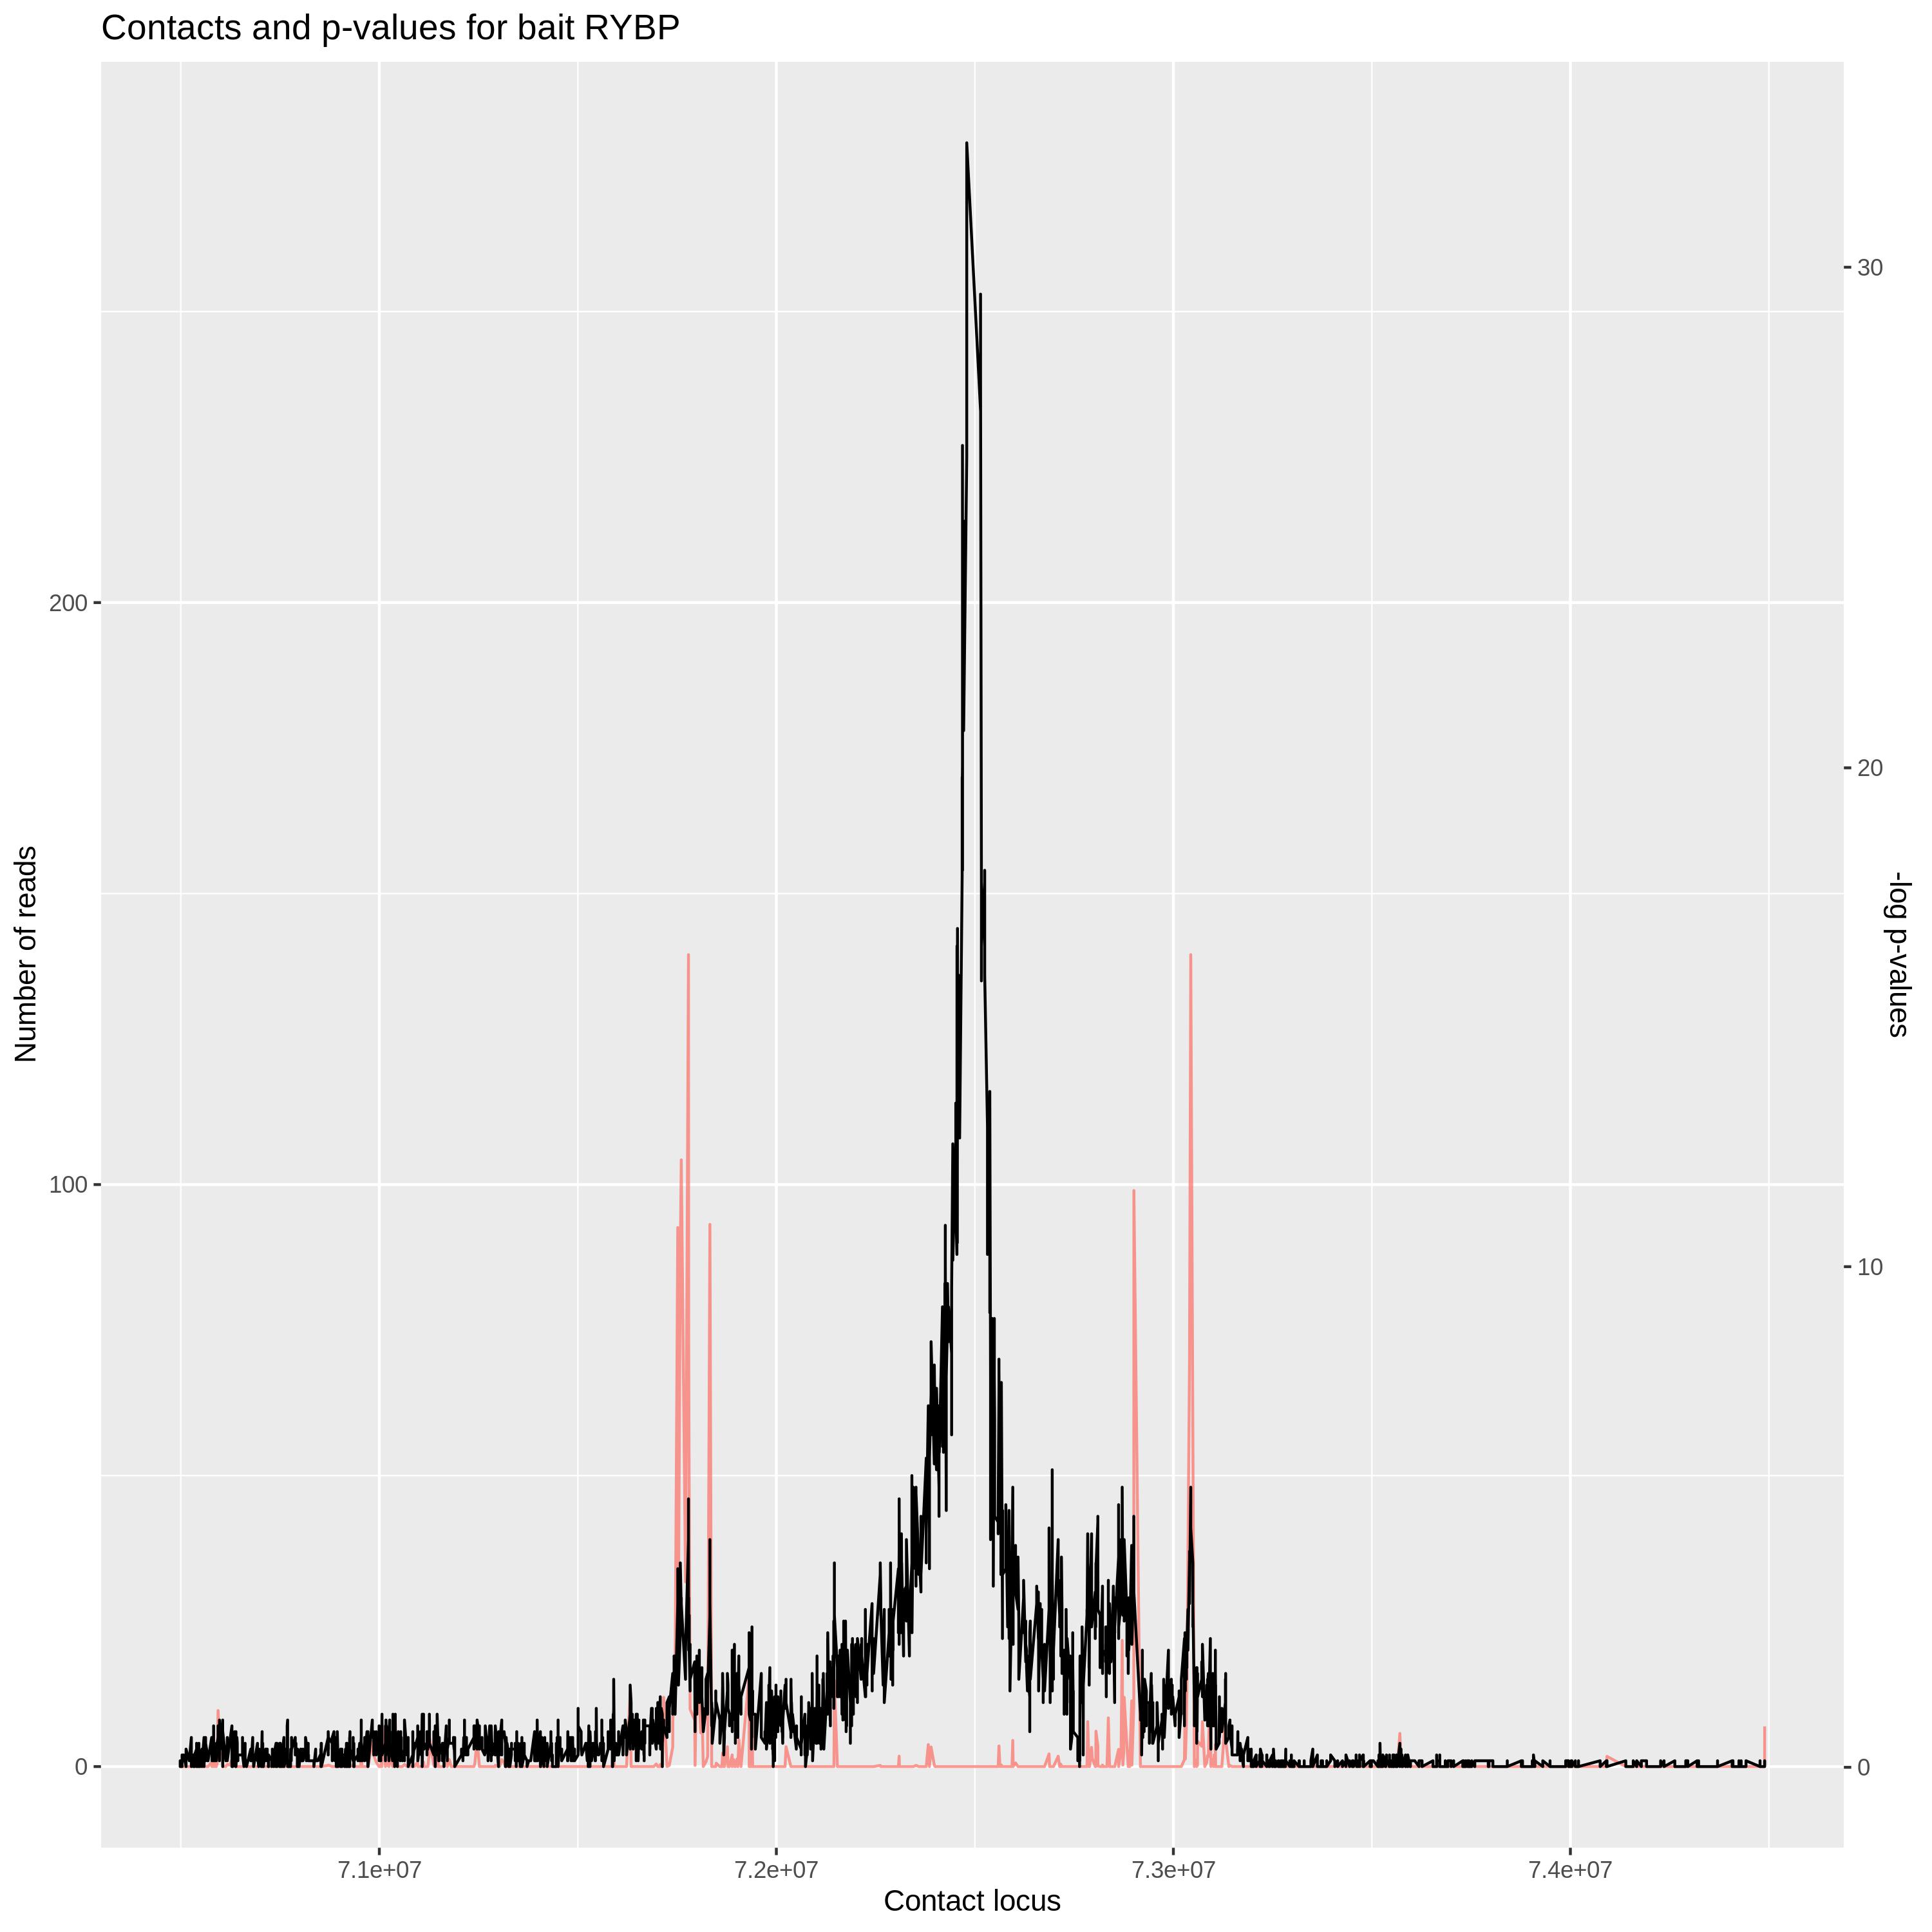 Contacts and p-values for bait RYBP
Number of reads
200
100
0
30
20
10
0
-log p-values
7.1e+07
7.2e+07
7.3e+07
7.4e+07
Contact locus